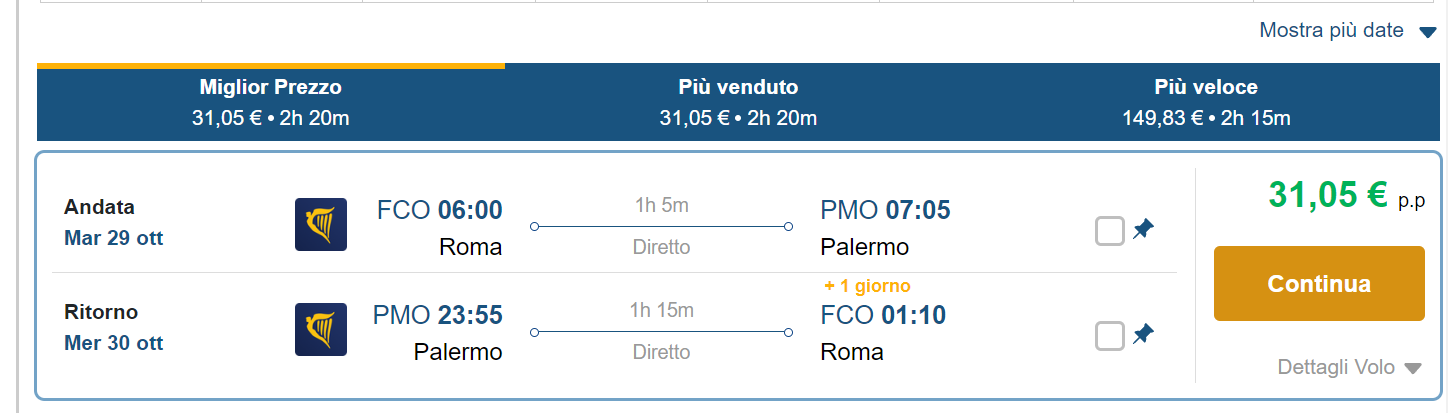 Mostra più date
Miglior Prezzo
31,05 € • 2h 20m
Più venduto
31,05 € • 2h 20m
Più veloce
149,83 € • 2h 15m
Andata
Mar 29 ott
FCO 06:00
Roma
1h 5m
Diretto
PMO 07:05
Palermo
Ritorno
Mer 30 ott
PMO 23:55
Palermo
1h 15m
Diretto
+ 1 giorno
FCO 01:10
Roma
31,05 € p.p
Continua
Dettagli Volo